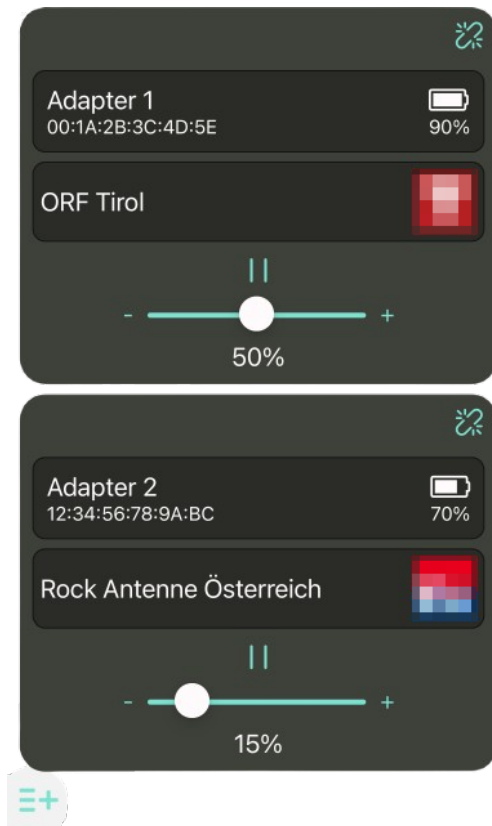 Adapter 1
00:1A:2B:3C:4D:5E
90%
ORF Tirol
- +
50%
Adapter 2
12:34:56:78:9A:BC
70%
Rock Antenne Österreich
- +
15%